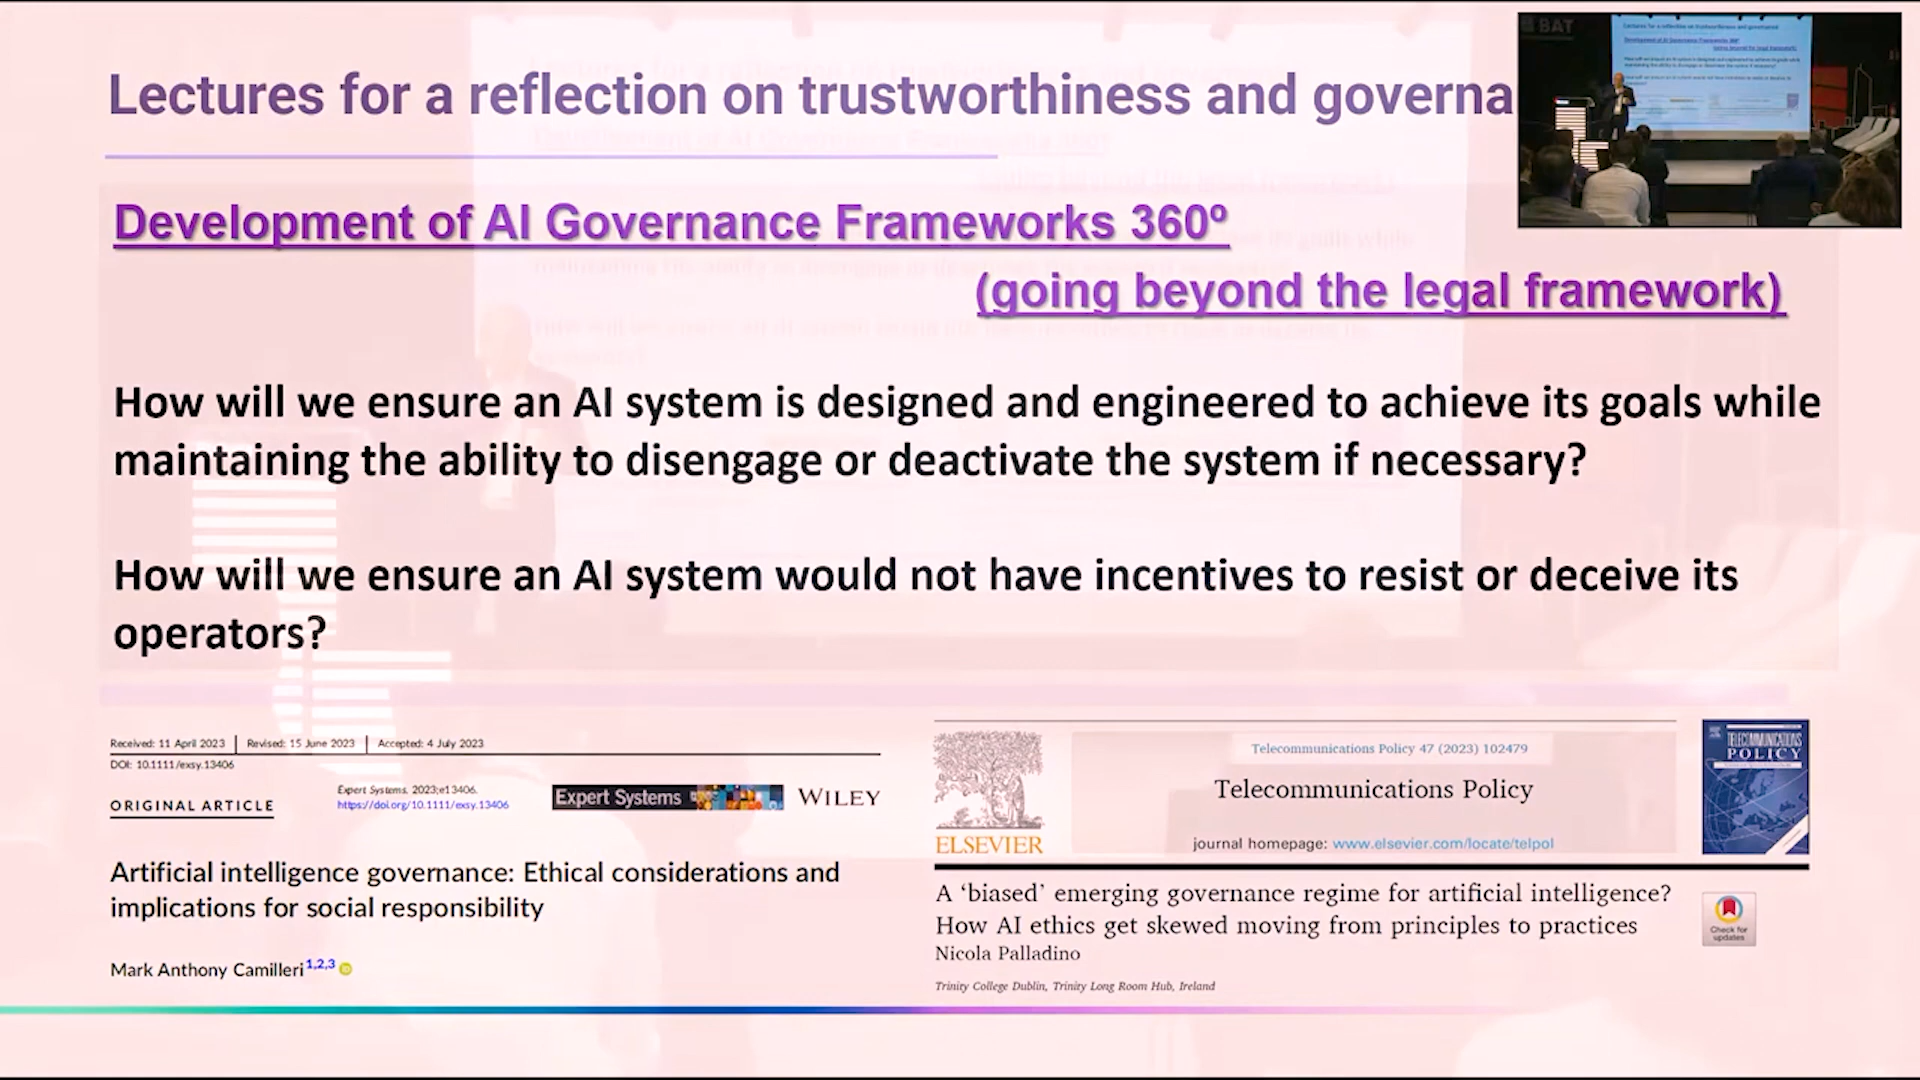 Lectures for a reflection on trustworthiness and governa
BAT
Development of AI Governance Frameworks 360º
(going beyond the legal framework)
How will we ensure an AI system is designed and engineered to achieve its goals while
maintaining the ability to disengage or deactivate the system if necessary?
How will we ensure an AI system would not have incentives to resist or deceive its
operators?
Received: 11 April 2023 | Revised: 15 June 2023 | Accepted: 4 July 2023
DOI: 10.1111/exsy.13406
ORIGINAL ARTICLE
Expert Systems. 2023;e13406.
https://doi.org/10.1111/exsy.13406
Expert Systems
WILEY
Artificial intelligence governance: Ethical considerations and
implications for social responsibility
Mark Anthony Camilleri 1,2,3
ELSEVIER
Telecommunications Policy 47 (2023) 102479
Telecommunications Policy
journal homepage: www.elsevier.com/locate/telpol
TELECOMMUNICATIONS
POLICY
A ‘biased’ emerging governance regime for artificial intelligence?
How AI ethics get skewed moving from principles to practices
Check for
updates
Nicola Palladino
Trinity College Dublin, Trinity Long Room Hub, Ireland